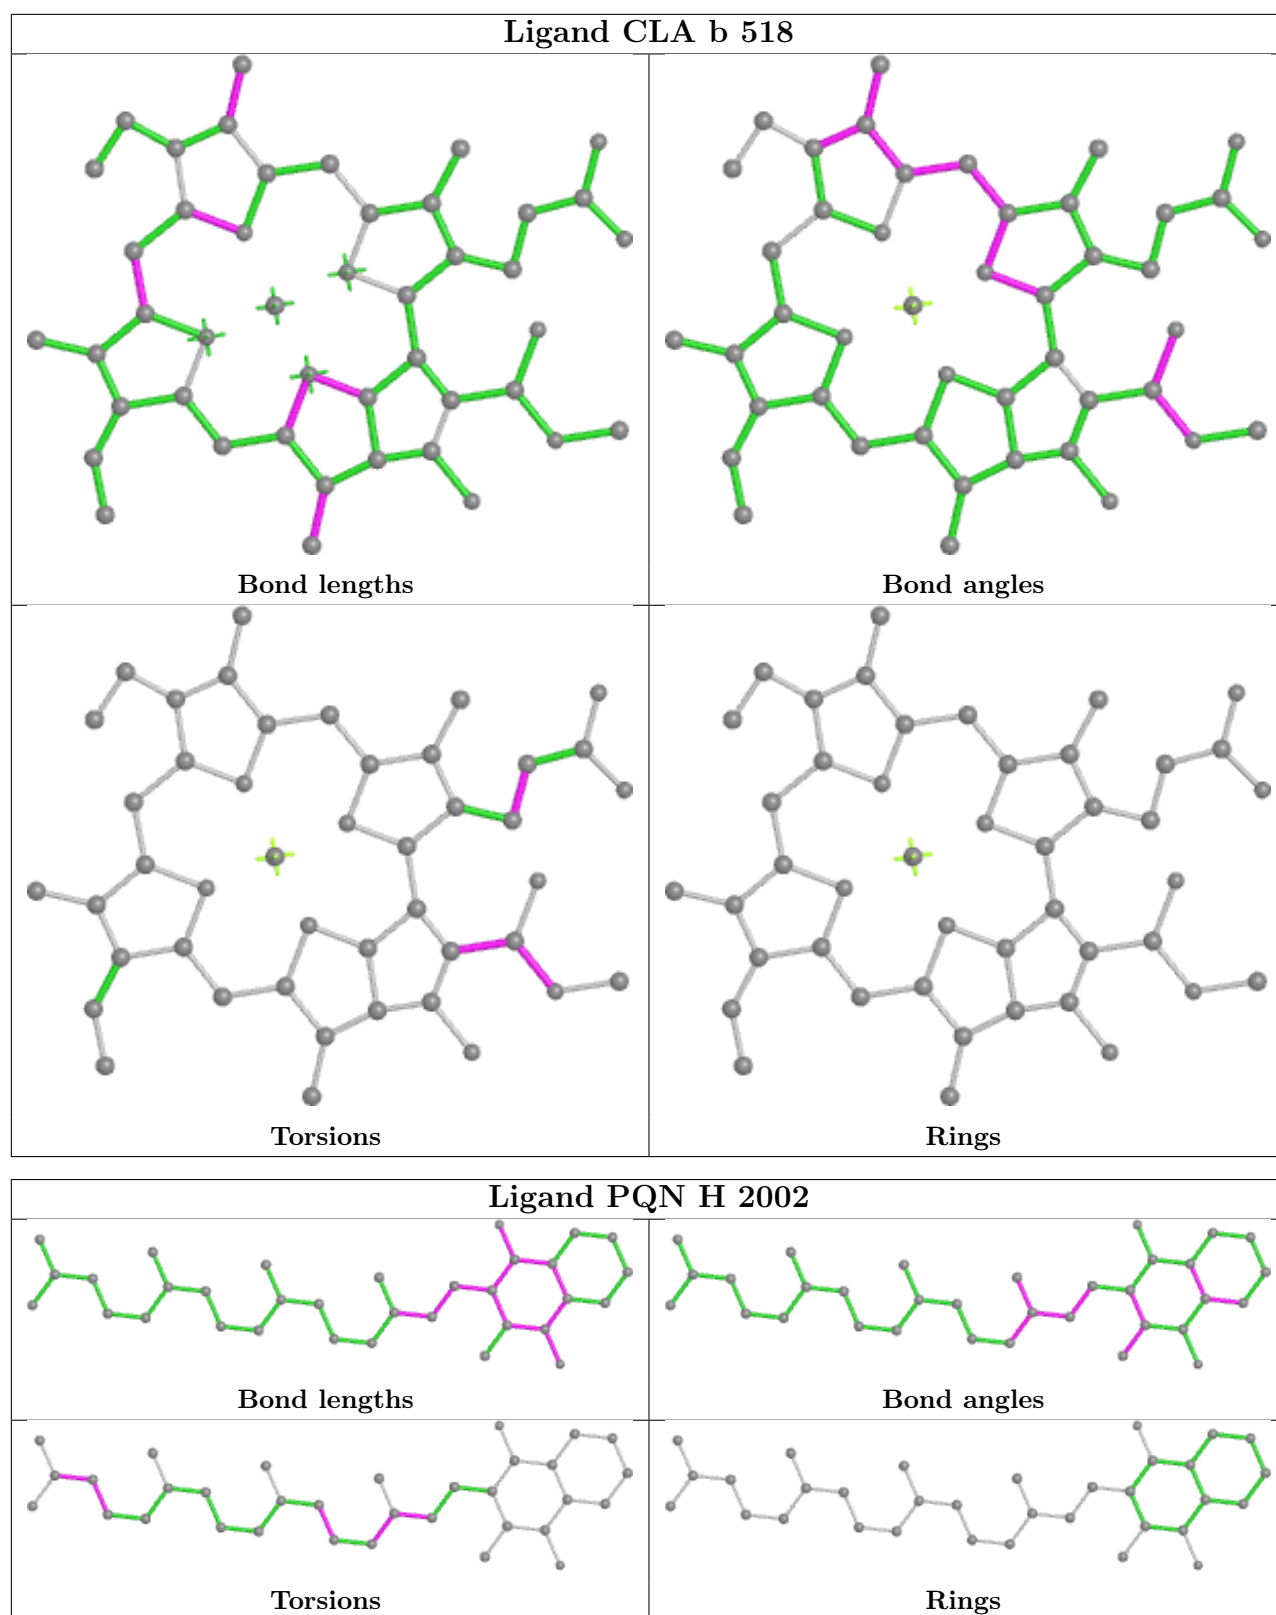 Ligand CLA b 518
Bond lengths
Bond angles
Torsions
Rings
Ligand PQN H 2002
Bond lengths
Bond angles
Torsions
Rings